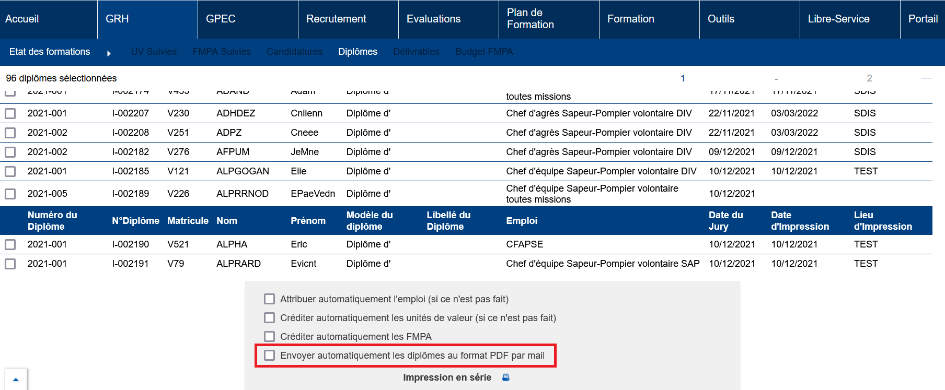 Accueil GRH GPEC Recrutement Evaluations Plan de Formation Formation Outils Libre-Service Portail
Etat des formations UV Suivies FMPA Suivies Candidatures Diplômes Délivrables Budget FMPA
96 diplômes sélectionnées 1 - 2
2021-001 I-002174 V433 ADAND Adam Diplôme d' toutes missions 17/11/2021 17/11/2021 SDIS
2021-001 I-002207 V230 ADHDEZ Cnilenn Diplôme d' Chef d'agrès Sapeur-Pompier volontaire DIV 22/11/2021 03/03/2022 SDIS
2021-002 I-002208 V251 ADPZ Cneee Diplôme d' Chef d'agrès Sapeur-Pompier volontaire DIV 22/11/2021 03/03/2022 SDIS
2021-002 I-002182 V276 AFPUM JeMne Diplôme d' Chef d'agrès Sapeur-Pompier volontaire DIV 09/12/2021 09/12/2021 SDIS
2021-001 I-002185 V121 ALPGOGAN Elie Diplôme d' Chef d'équipe Sapeur-Pompier volontaire DIV 10/12/2021 10/12/2021 TEST
2021-005 I-002189 V226 ALPRRNOD EPaeVedn Diplôme d' Chef d'équipe Sapeur-Pompier volontaire toutes missions 10/12/2021
Numéro du Diplôme N°Diplôme Matricule Nom Prénom Modèle du diplôme Libellé du Diplôme Emploi Date du Jury Date d'Impression Lieu d'Impression
2021-001 I-002190 V521 ALPHA Eric Diplôme d' CFAPSE 10/12/2021 10/12/2021 TEST
2021-001 I-002191 V79 ALPRARD Evicnt Diplôme d' Chef d'équipe Sapeur-Pompier volontaire SAP 10/12/2021 10/12/2021 TEST
Attribuer automatiquement l'emploi (si ce n'est pas fait)
Créditer automatiquement les unités de valeur (si ce n'est pas fait)
Créditer automatiquement les FMPA
Envoyer automatiquement les diplômes au format PDF par mail
Impression en série